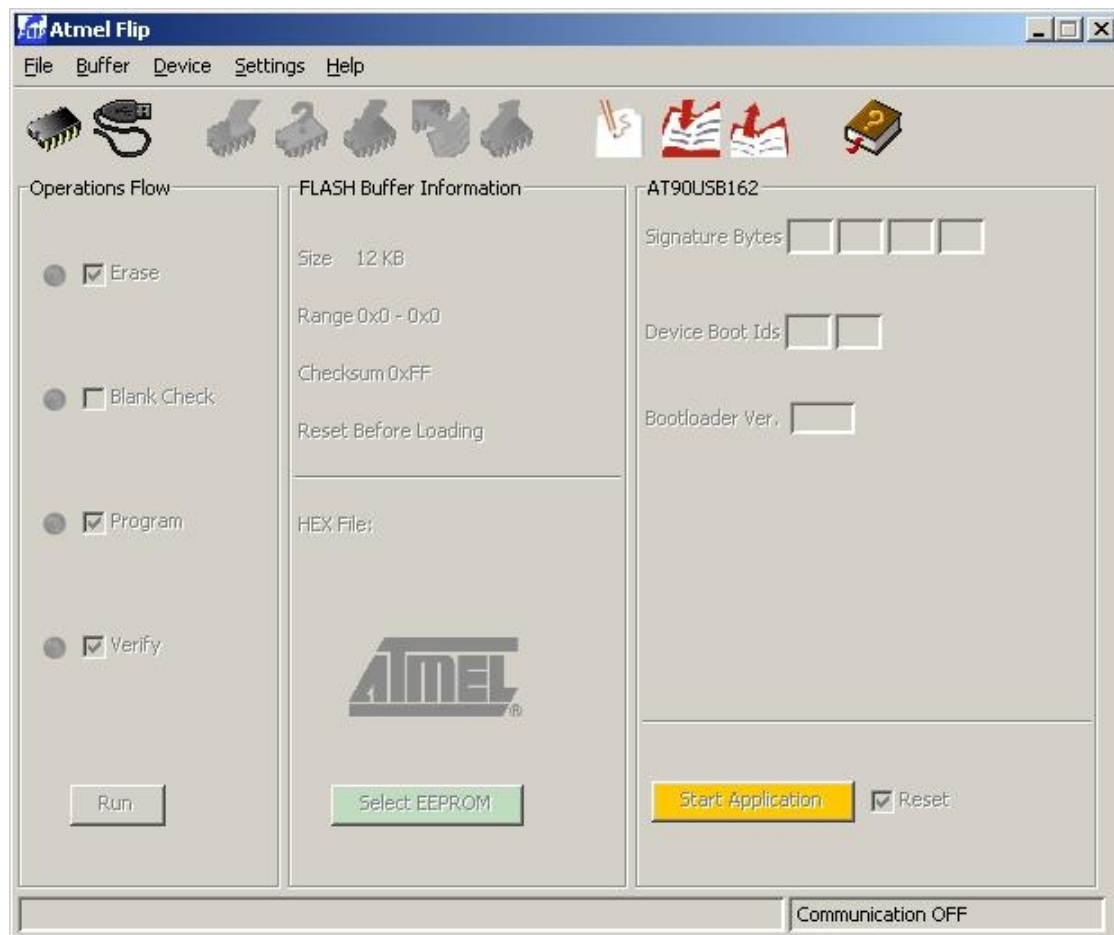 Atmel Flip
File Buffer Device Settings Help
Operations Flow
Erase
Blank Check
Program
Verify
Run
FLASH Buffer Information
Size 12 KB
Range 0x0 - 0x0
Checksum 0xFF
Reset Before Loading
HEX File:
ATMEL
®
Select EEPROM
AT90USB162
Signature Bytes
Device Boot Ids
Bootloader Ver.
Start Application Reset
Communication OFF